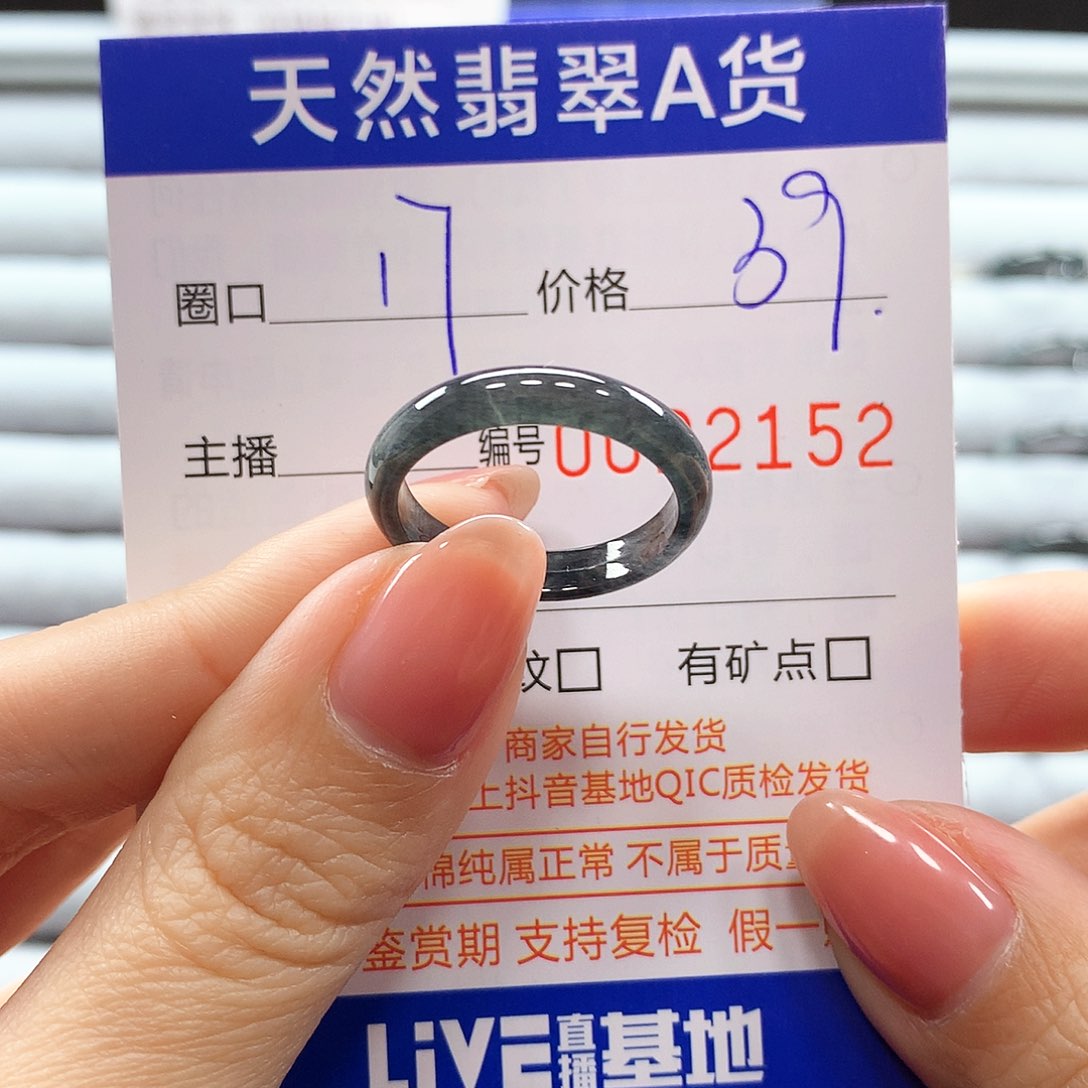 天然翡翠A货
圈口 17 价格 39.
主播 编号 2152
有矿点□
商家自行发货
上抖音基地QIC质检发货
棉纯属正常 不属于质
鉴赏期 支持复检 假一
LiVE直播基地